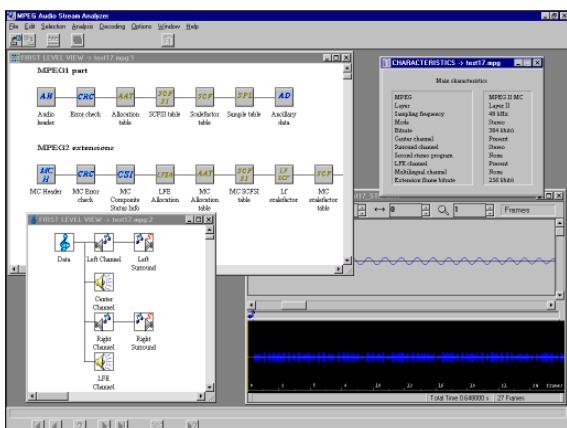 MPEG Audio Stream Analyzer
File Edit Selection Analysis Decoding Options Window Help
FIRST LEVEL VIEW -> test17.mpg:1
MPEG1 part
AH CRC AAT SCF SI SCF SPL AD
Audio header Error check Allocation table SCFSI table Scalefactor table Sample table Ancillary data
MPEG2 extensions
MC H CRC CSI LFEA AAT SCF SI Lf SCF SCF
MC Header MC Error check MC Composite Status Info LFE Allocation MC Allocation table MC SCFSI table Lf scalefactor MC scalefactor
CHARACTERISTICS -> test17.mpg
Main characteristics
MPEG MPEG II MC
Layer Layer II
Sampling frequency 48 kHz
Mode Stereo
Bitrate 384 kbit/s
Center channel Present
Surround channel Stereo
Second stereo program None
LFE channel Present
Multilingual channel None
Extension frame bitrate 256 kbit/s
FIRST LEVEL VIEW -> test17.mpg:2
Data Left Channel Left Surround
Center Channel
Right Channel Right Surround
LFE Channel
17_ST
0 1 Frames
Total Time 0.648000 s 27 Frames